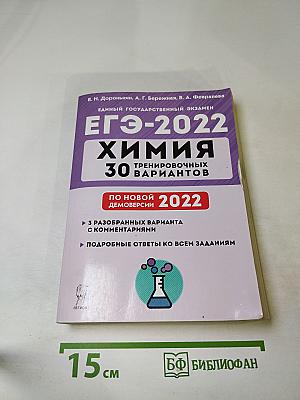 В. Н. Доронькин, А. Г. Бережная, В. А. Февралева
ЕДИНЫЙ ГОСУДАРСТВЕННЫЙ ЭКЗАМЕН
ЕГЭ-2022
ХИМИЯ
30 ТРЕНИРОВОЧНЫХ
ВАРИАНТОВ
ПО НОВОЙ
ДЕМОВЕРСИИ 2022
3 РАЗОБРАННЫХ ВАРИАНТА
С КОММЕНТАРИЯМИ
ПОДРОБНЫЕ ОТВЕТЫ КО ВСЕМ ЗАДАНИЯМ
ЛЕГИОН
15 см
БФ БИБЛИОФАН